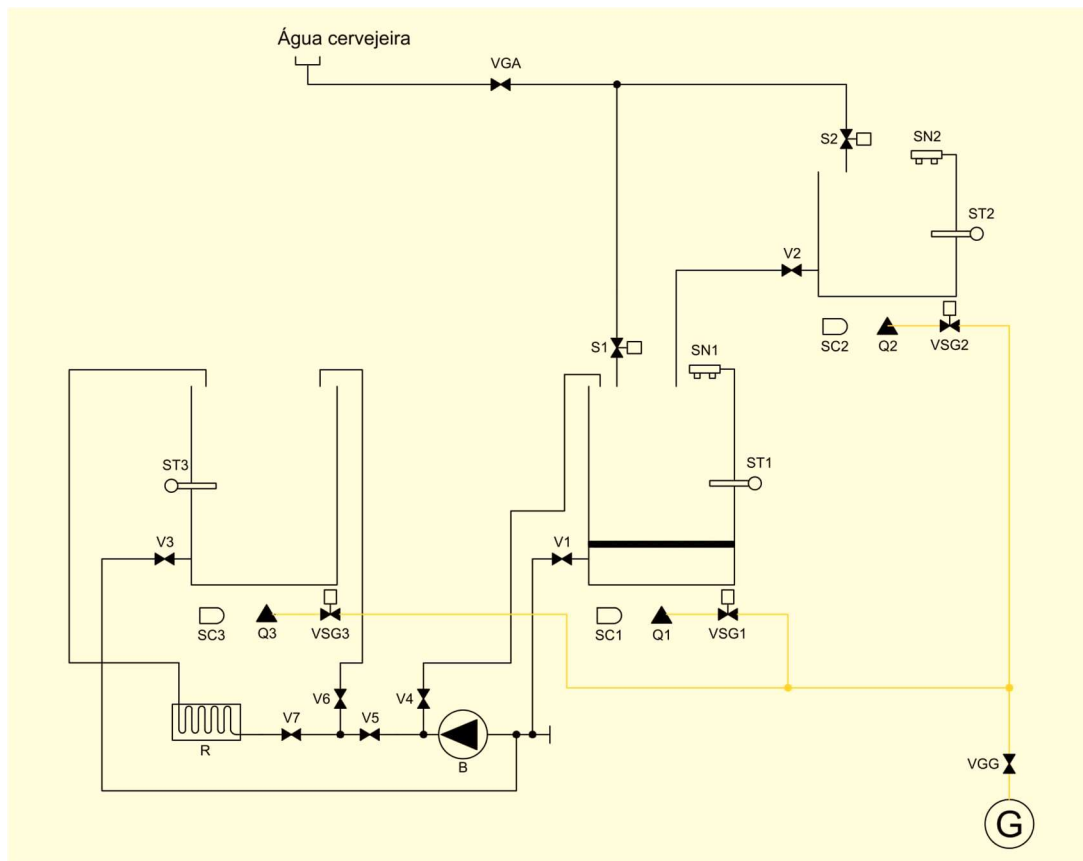 Água cervejeira
VGA
S2
SN2
ST2
V2
SC2
Q2
VSG2
S1
SN1
ST3
ST1
V3
V1
SC3
Q3
VSG3
SC1
Q1
VSG1
V6
V4
V7
V5
R
B
VGG
G